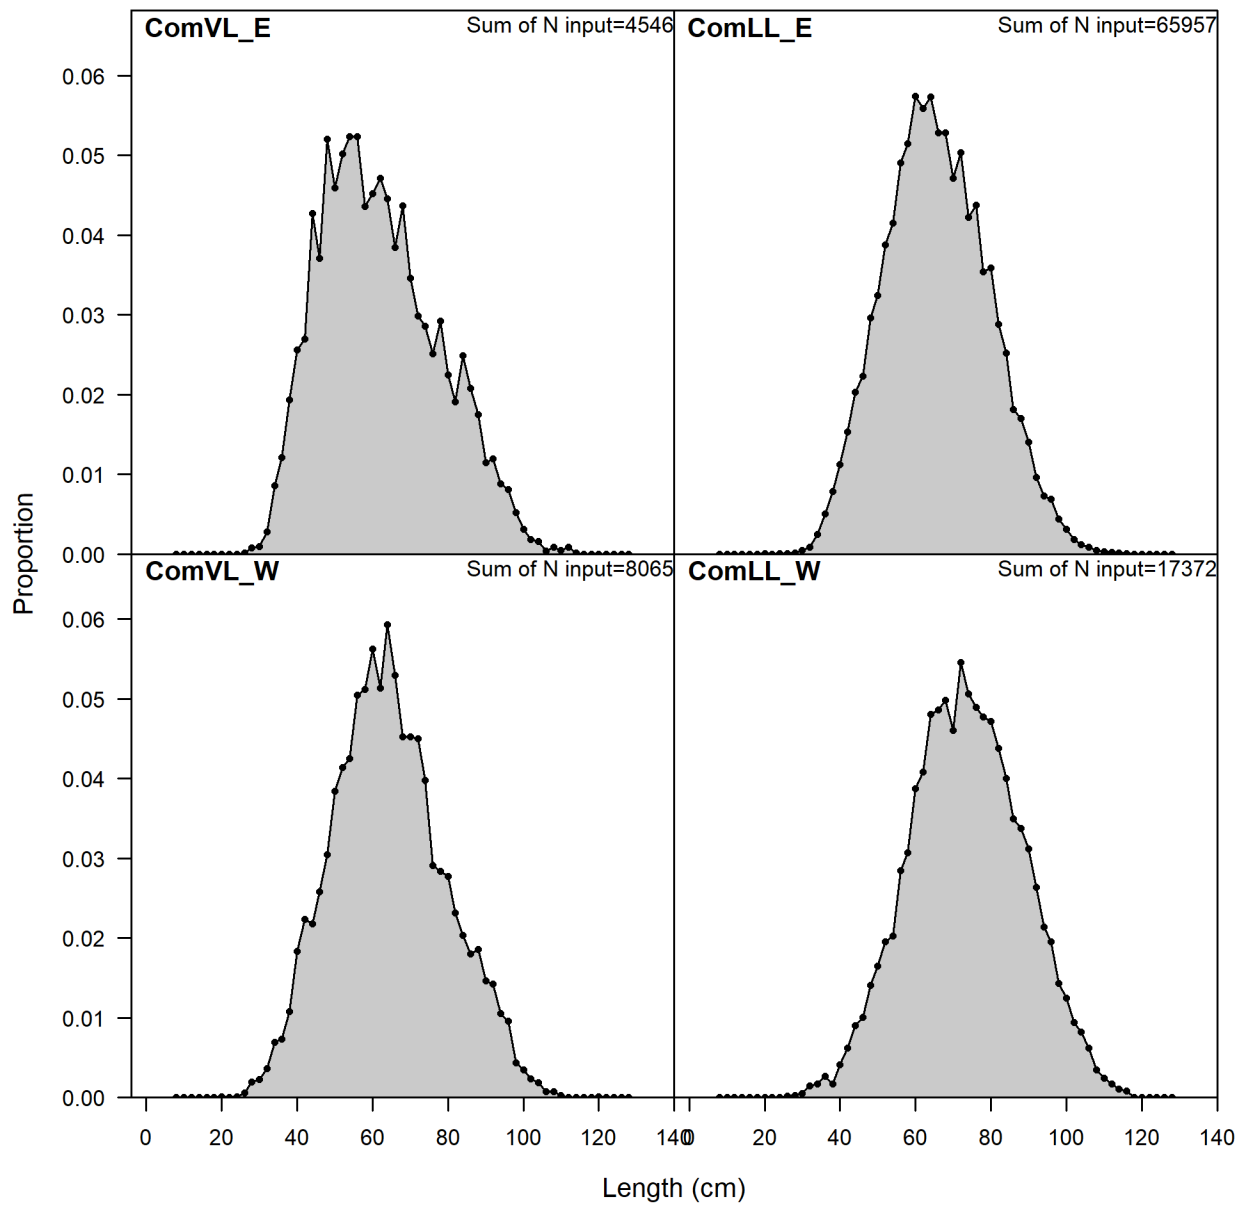 ComVL_E Sum of N input=4546
ComLL_E Sum of N input=65957
0.06
0.05
0.04
0.03
0.02
0.01
0.00
ComVL_W Sum of N input=8065
ComLL_W Sum of N input=17372
0.06
0.05
0.04
0.03
0.02
0.01
0.00
Proportion
0 20 40 60 80 100 120 140
0 20 40 60 80 100 120 140
Length (cm)